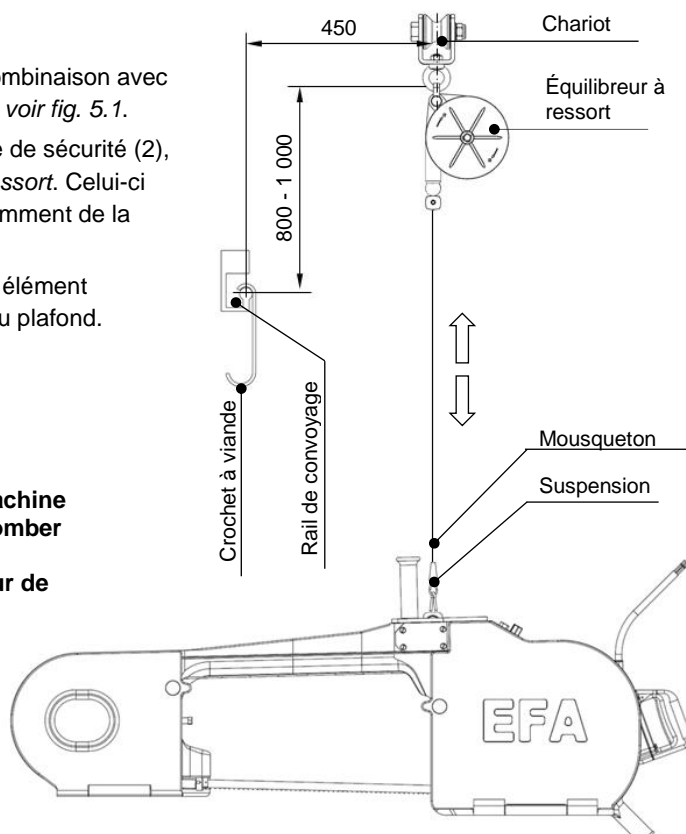 ombinaison avec
voir fig. 5.1.
e de sécurité (2),
ssort. Celui-ci
mment de la
élément
u plafond.
achine
omber
ur de
450
Chariot
Équilibreur à
ressort
800 - 1 000
Crochet à viande
Rail de convoyage
Mousqueton
Suspension
EFA